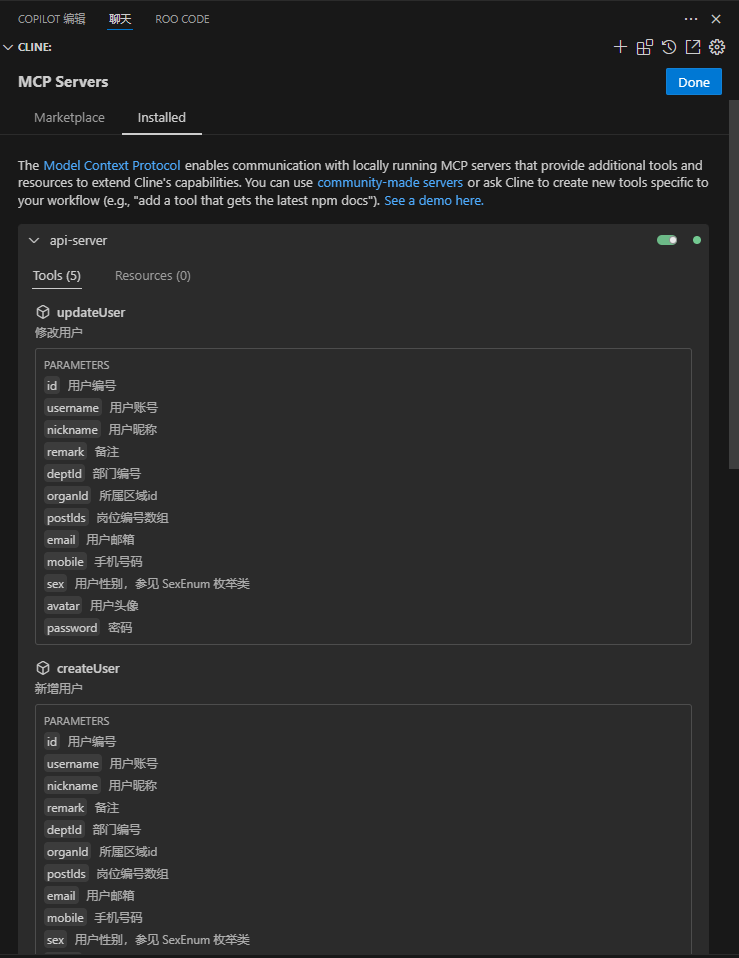 COPILOT 编辑 聊天 ROO CODE
CLINE:
MCP Servers Done
Marketplace Installed
The Model Context Protocol enables communication with locally running MCP servers that provide additional tools and
resources to extend Cline's capabilities. You can use community-made servers or ask Cline to create new tools specific to
your workflow (e.g., "add a tool that gets the latest npm docs"). See a demo here.
api-server
Tools (5) Resources (0)
updateUser
修改用户
PARAMETERS
id 用户编号
username 用户账号
nickname 用户昵称
remark 备注
deptId 部门编号
organId 所属区域id
postIds 岗位编号数组
email 用户邮箱
mobile 手机号码
sex 用户性别，参见 SexEnum 枚举类
avatar 用户头像
password 密码
createUser
新增用户
PARAMETERS
id 用户编号
username 用户账号
nickname 用户昵称
remark 备注
deptId 部门编号
organId 所属区域id
postIds 岗位编号数组
email 用户邮箱
mobile 手机号码
sex 用户性别，参见 SexEnum 枚举类